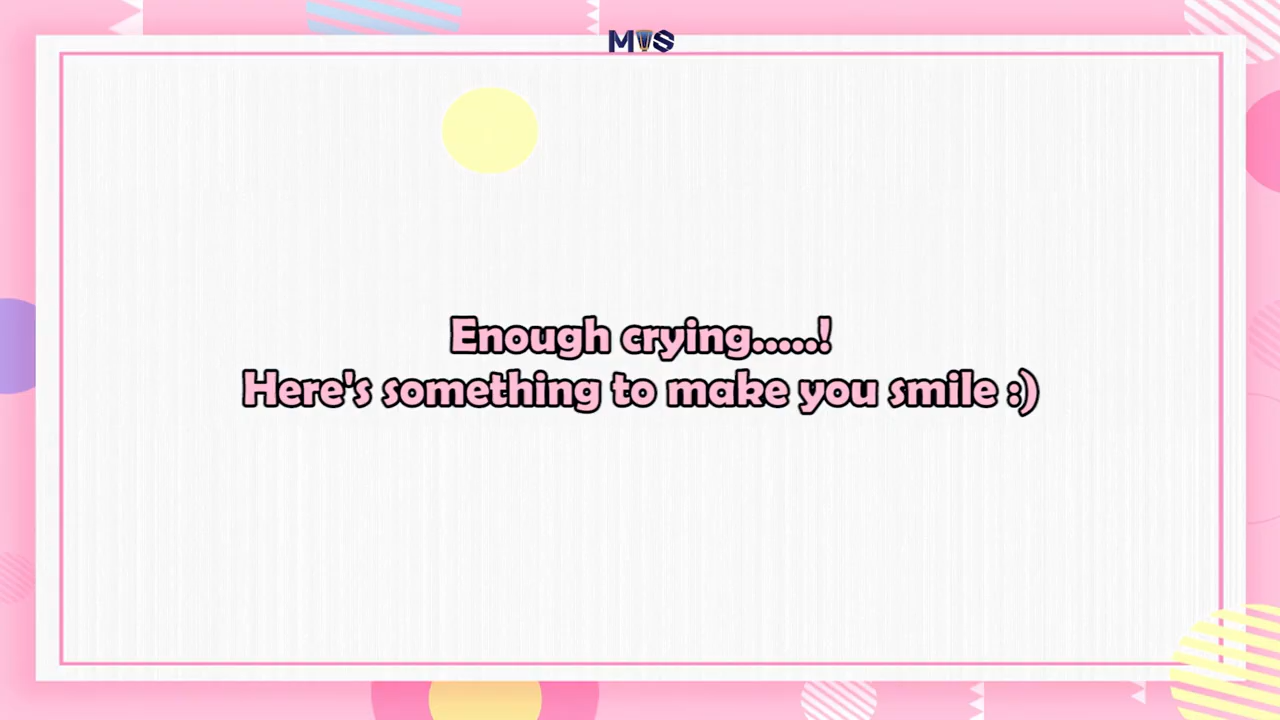 MVS
Enough crying.....!
Here's something to make you smile :)